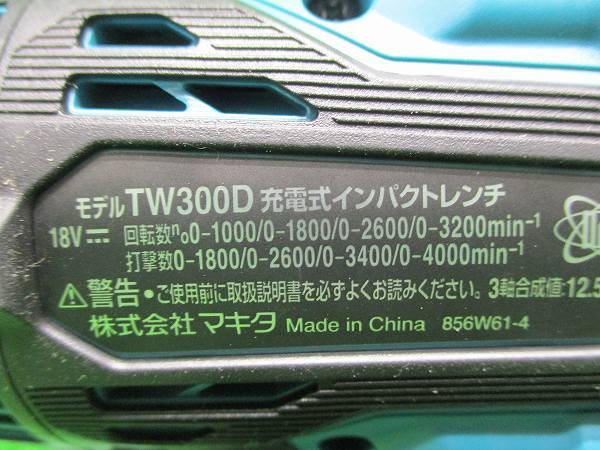 モデルTW300D 充電式インパクトレンチ
18V⎓ 回転数n₀0-1000/0-1800/0-2600/0-3200min⁻¹
打撃数0-1800/0-2600/0-3400/0-4000min⁻¹
⚠警告・ご使用前に取扱説明書を必ずよくお読みください。3軸合成値:12.5
株式会社マキタ Made in China 856W61-4